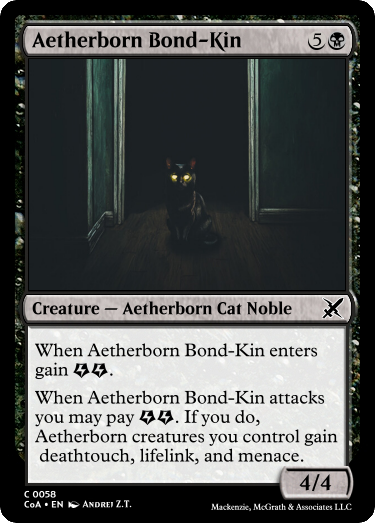 Aetherborn Bond-Kin 5
Creature — Aetherborn Cat Noble
When Aetherborn Bond-Kin enters
gain .
When Aetherborn Bond-Kin attacks
you may pay . If you do,
Aetherborn creatures you control gain
deathtouch, lifelink, and menace.
4/4
C 0058
CoA • EN Andrej Z.T.
Mackenzie, McGrath & Associates LLC